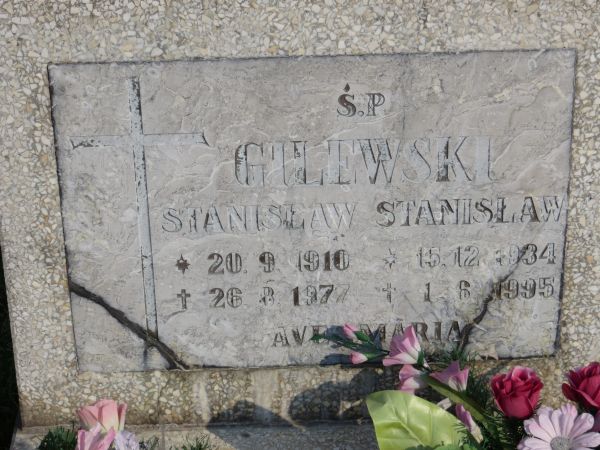 Ś.P
GILEWSKI
STANISŁAW STANISŁAW
* 20. 9. 1910 * 15. 12. 1934
† 26. 8. 1977 † 1. 6. 1995
AVE MARIA